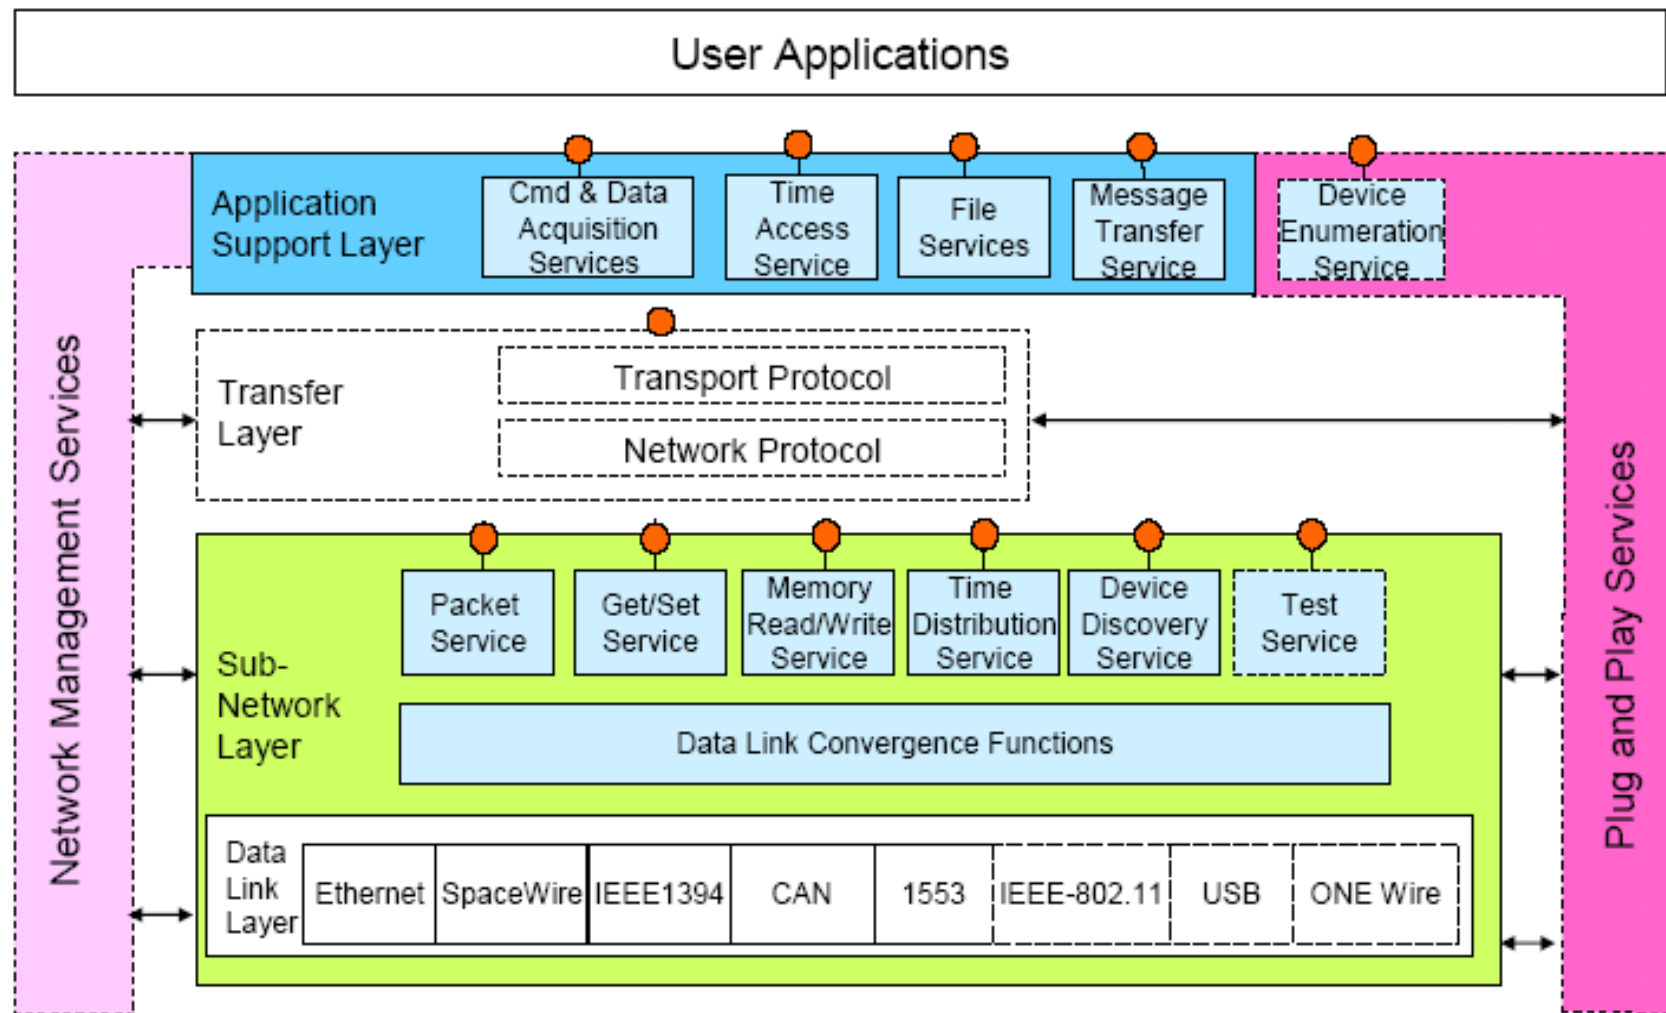 User Applications
Application
Support Layer
Cmd & Data
Acquisition
Services
Time
Access
Service
File
Services
Message
Transfer
Service
Device
Enumeration
Service
Network Management Services
Transfer
Layer
Transport Protocol
Network Protocol
Plug and Play Services
Sub-
Network
Layer
Packet
Service
Get/Set
Service
Memory
Read/Write
Service
Time
Distribution
Service
Device
Discovery
Service
Test
Service
Data Link Convergence Functions
Data
Link
Layer
Ethernet
SpaceWire
IEEE1394
CAN
1553
IEEE-802.11
USB
ONE Wire